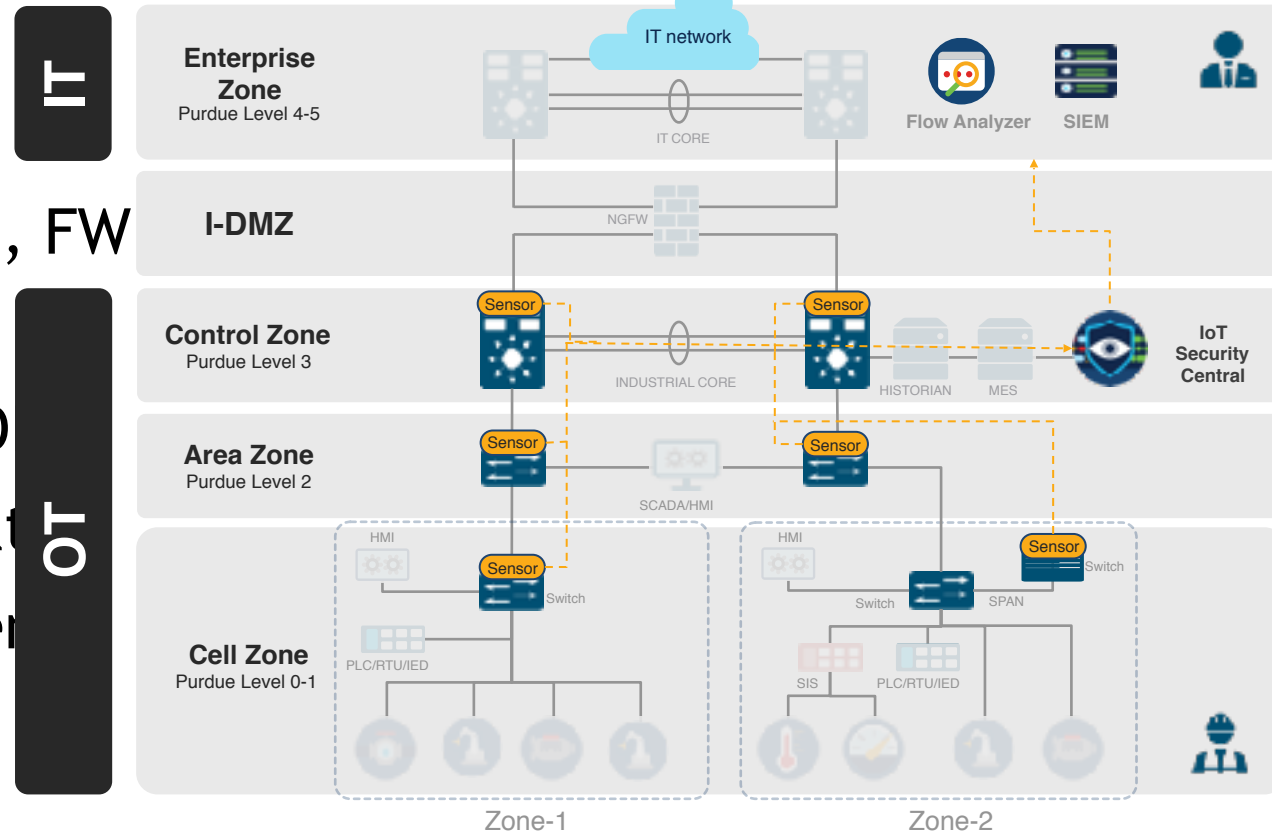 IT
Enterprise
Zone
Purdue Level 4-5
IT network
IT CORE
Flow Analyzer
SIEM
, FW
I-DMZ
NGFW
OT
Control Zone
Purdue Level 3
Sensor
Sensor
INDUSTRIAL CORE
HISTORIAN
MES
IoT
Security
Central
Area Zone
Purdue Level 2
Sensor
Sensor
SCADA/HMI
Cell Zone
Purdue Level 0-1
HMI
Sensor
Switch
PLC/RTU/IED
HMI
Sensor
Switch
Switch
SPAN
SIS
PLC/RTU/IED
Zone-1
Zone-2